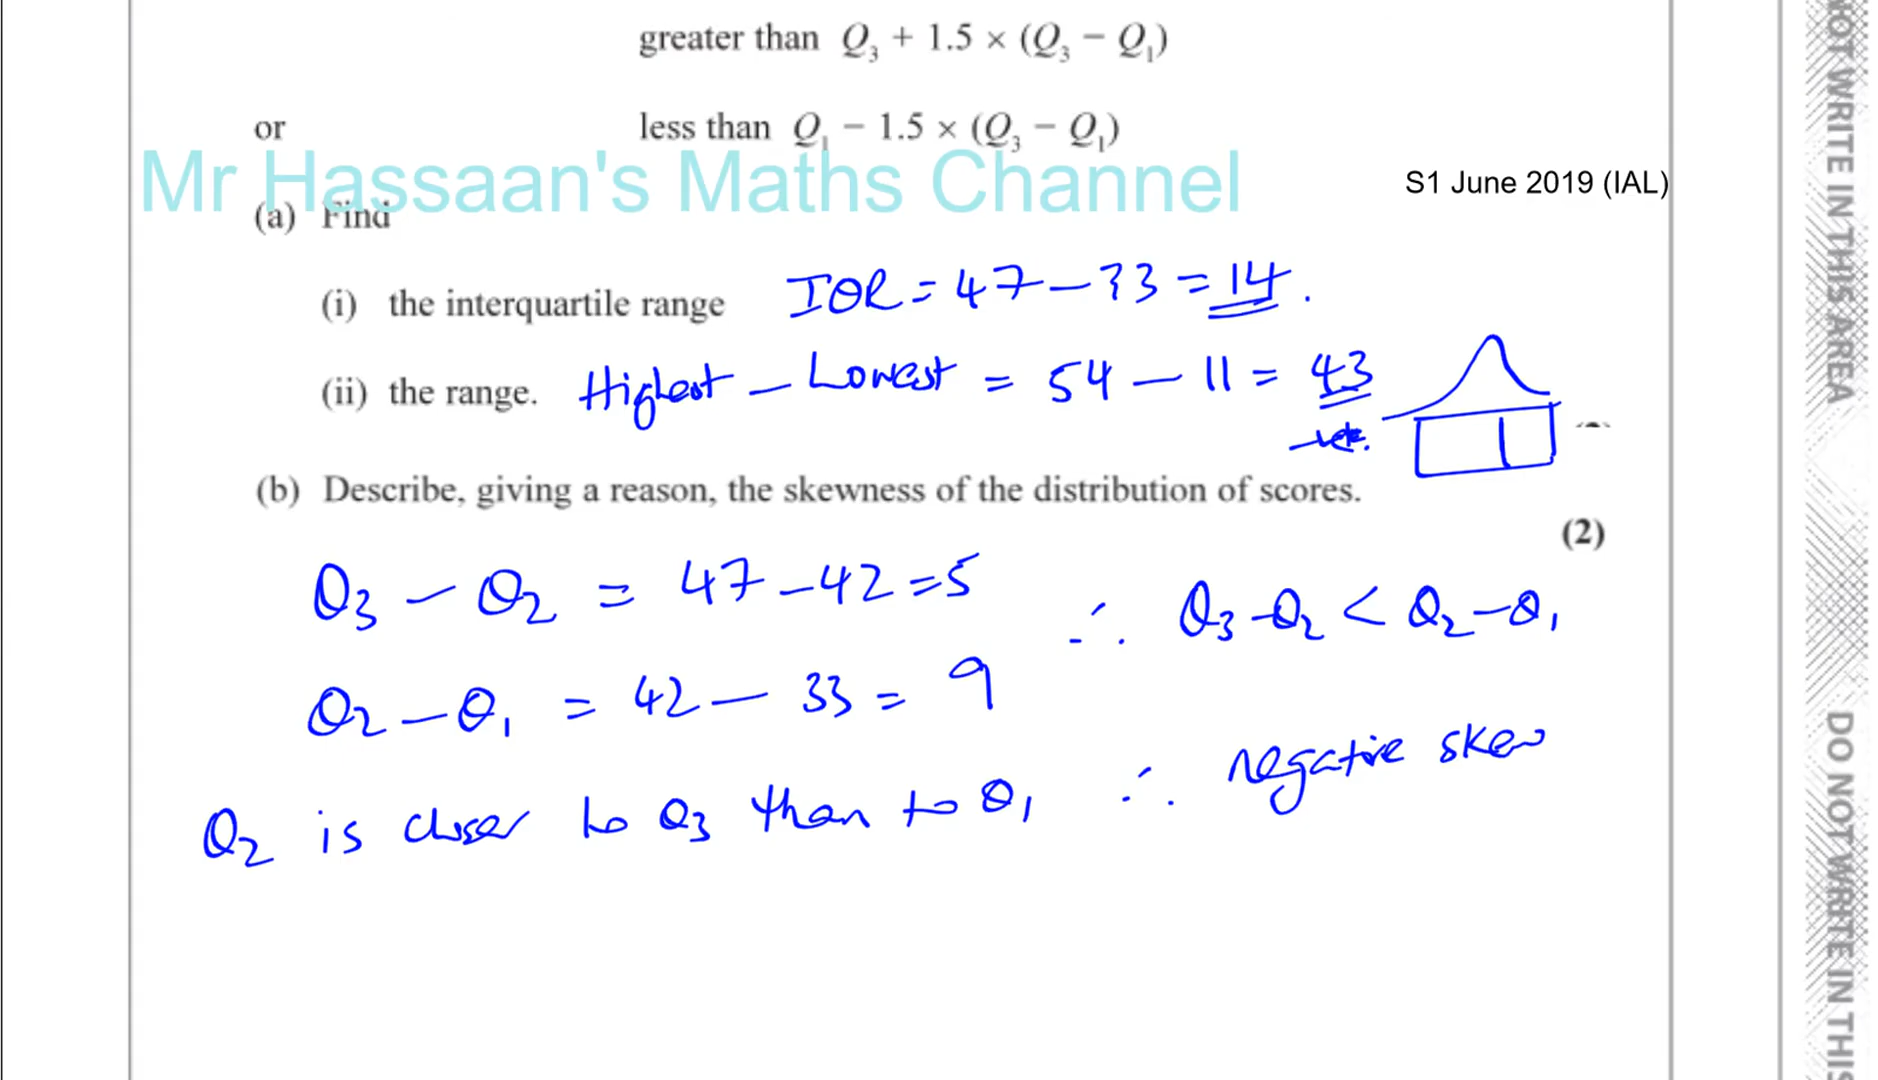 greater than Q₃ + 1.5 × (Q₃ − Q₁)
or less than Q₁ − 1.5 × (Q₃ − Q₁)
Mr Hassaan's Maths Channel
S1 June 2019 (IAL)
(a) Find
(i) the interquartile range IQR = 47 − 33 = 14.
(ii) the range. Highest − Lowest = 54 − 11 = 43
(b) Describe, giving a reason, the skewness of the distribution of scores.
(2)
Q₃ − Q₂ = 47 − 42 = 5
∴ Q₃ − Q₂ < Q₂ − Q₁
Q₂ − Q₁ = 42 − 33 = 9
Q₂ is closer to Q₃ than to Q₁ ∴ negative skew
NOT WRITE IN THIS AREA
DO NOT WRITE IN THIS